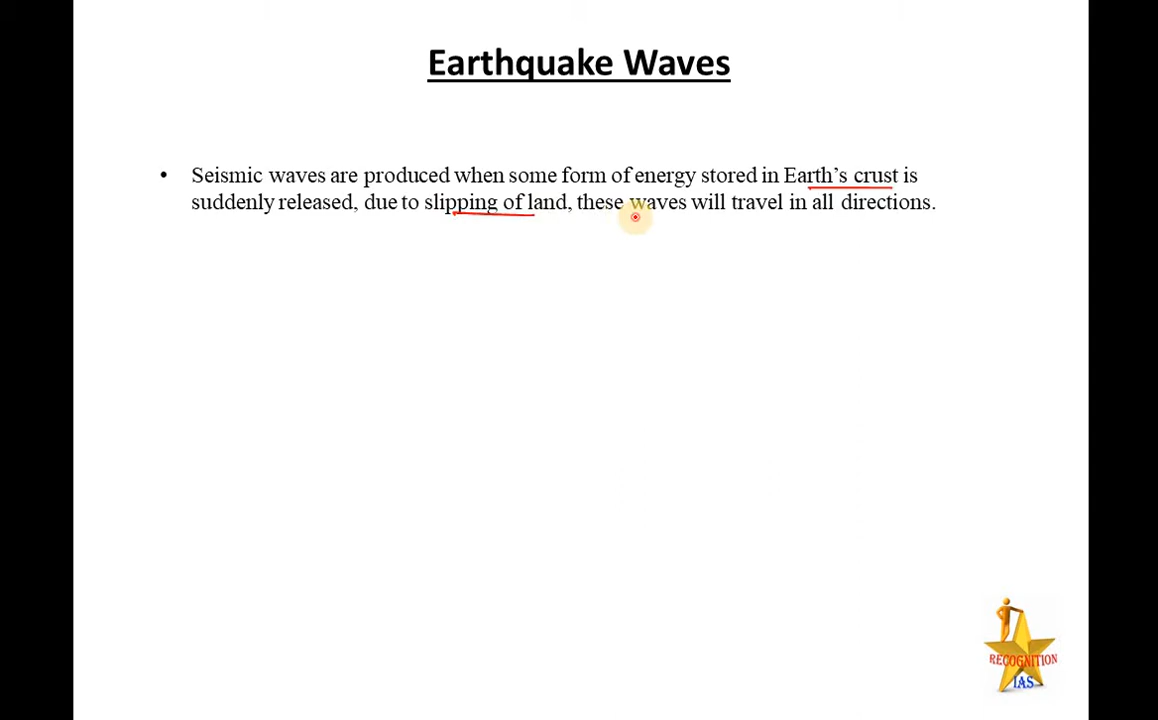 Earthquake Waves
• Seismic waves are produced when some form of energy stored in Earth’s crust is
suddenly released, due to slipping of land, these waves will travel in all directions.
RECOGNITION
IAS